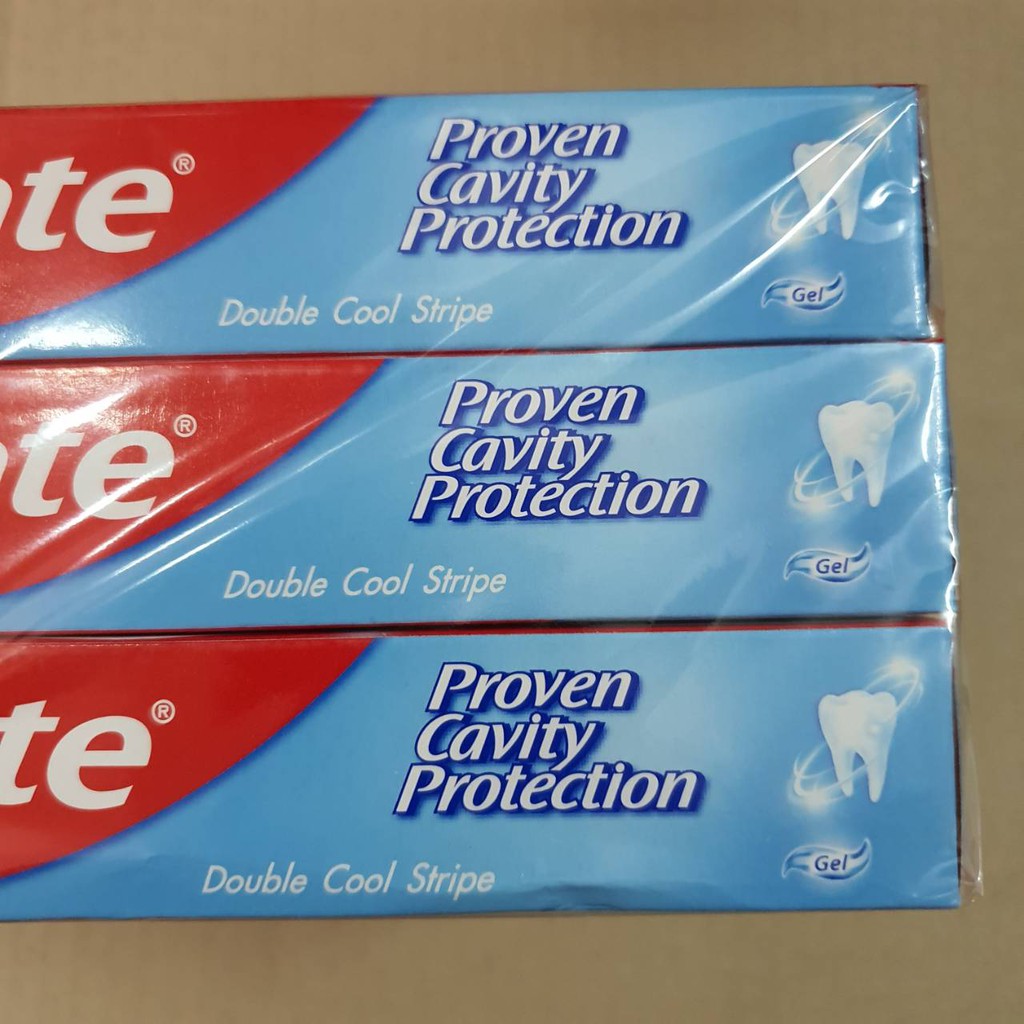 ate®
Proven
Cavity
Protection
Double Cool Stripe
Gel
ate®
Proven
Cavity
Protection
Double Cool Stripe
Gel
te®
Proven
Cavity
Protection
Double Cool Stripe
Gel